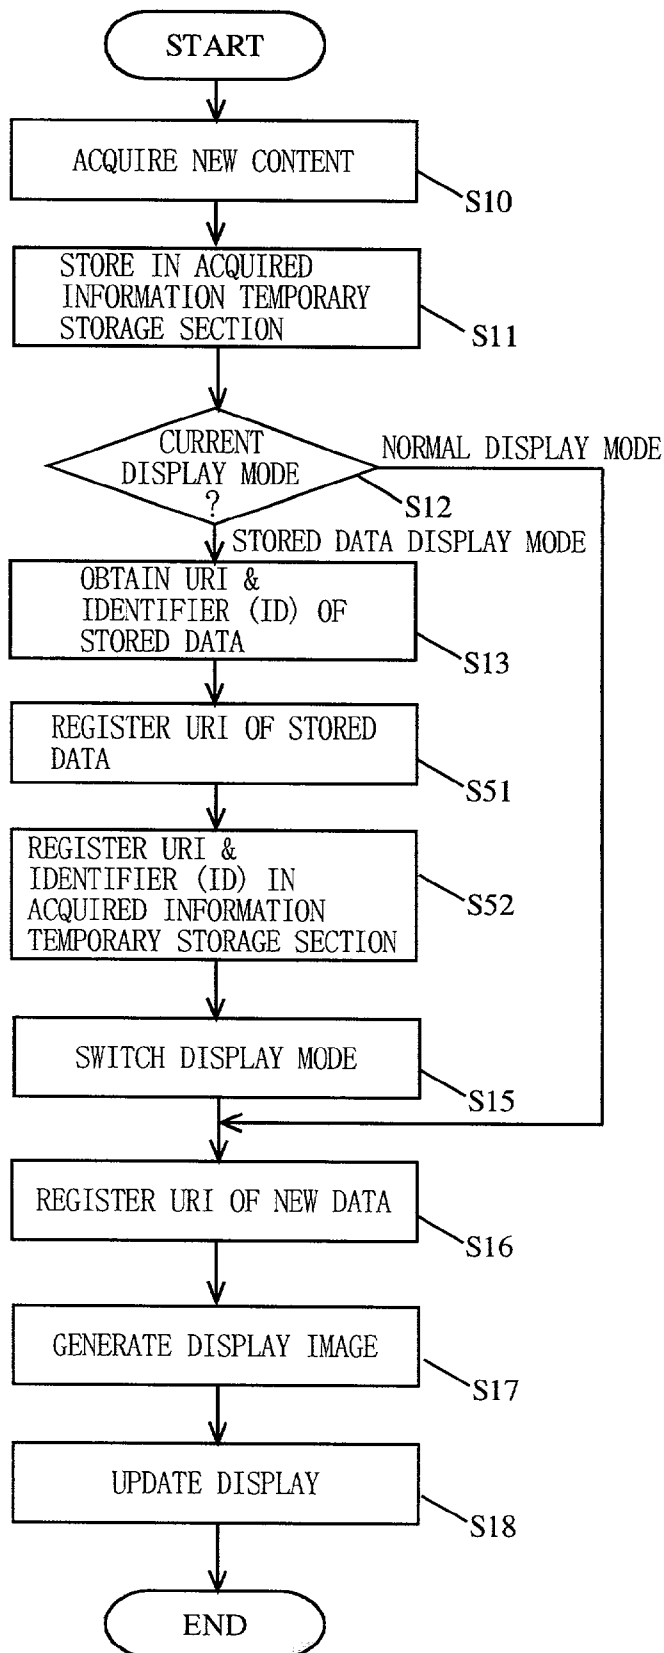 START
ACQUIRE NEW CONTENT
S10
STORE IN ACQUIRED
INFORMATION TEMPORARY
STORAGE SECTION
S11
CURRENT
DISPLAY MODE
?
NORMAL DISPLAY MODE
S12
STORED DATA DISPLAY MODE
OBTAIN URI &
IDENTIFIER (ID) OF
STORED DATA
S13
REGISTER URI OF STORED
DATA
S51
REGISTER URI &
IDENTIFIER (ID) IN
ACQUIRED INFORMATION
TEMPORARY STORAGE SECTION
S52
SWITCH DISPLAY MODE
S15
REGISTER URI OF NEW DATA
S16
GENERATE DISPLAY IMAGE
S17
UPDATE DISPLAY
S18
END